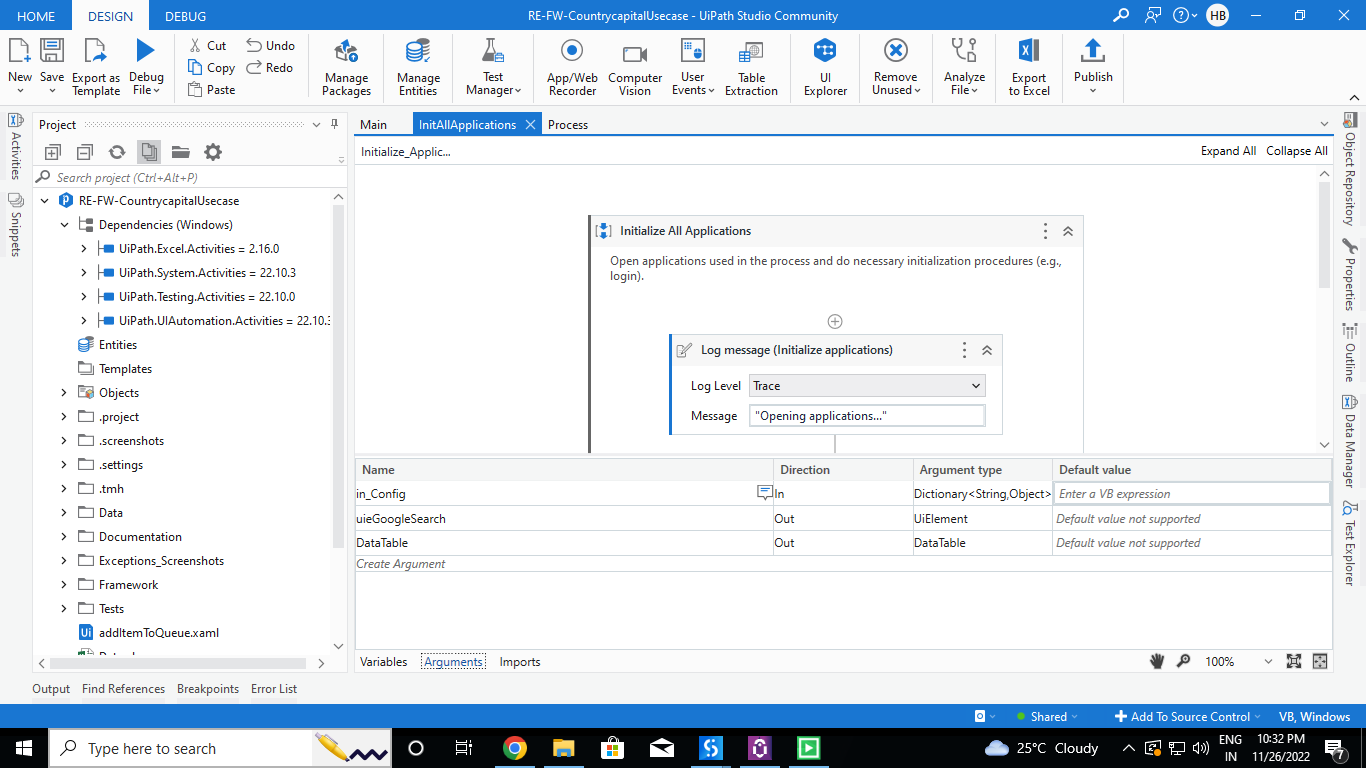 HOME DESIGN DEBUG RE-FW-CountrycapitalUsecase - UiPath Studio Community HB
New Save Export as Template Debug File Cut Copy Paste Undo Redo Manage Packages Manage Entities Test Manager App/Web Recorder Computer Vision User Events Table Extraction UI Explorer Remove Unused Analyze File Export to Excel Publish
Activities
Snippets
Project
Search project (Ctrl+Alt+P)
RE-FW-CountrycapitalUsecase
Dependencies (Windows)
UiPath.Excel.Activities = 2.16.0
UiPath.System.Activities = 22.10.3
UiPath.Testing.Activities = 22.10.0
UiPath.UIAutomation.Activities = 22.10.3
Entities
Templates
Objects
.project
.screenshots
.settings
.tmh
Data
Documentation
Exceptions_Screenshots
Framework
Tests
addItemToQueue.xaml
Main InitAllApplications Process
Initialize_Applic... Expand All Collapse All
Initialize All Applications
Open applications used in the process and do necessary initialization procedures (e.g.,
login).
Log message (Initialize applications)
Log Level Trace
Message "Opening applications..."
Name Direction Argument type Default value
in_Config In Dictionary<String,Object> Enter a VB expression
uieGoogleSearch Out UiElement Default value not supported
DataTable Out DataTable Default value not supported
Create Argument
Variables Arguments Imports 100%
Object Repository
Properties
Outline
Data Manager
Test Explorer
Output Find References Breakpoints Error List
Shared Add To Source Control VB, Windows
Type here to search 25°C Cloudy ENG IN 10:32 PM 11/26/2022 7